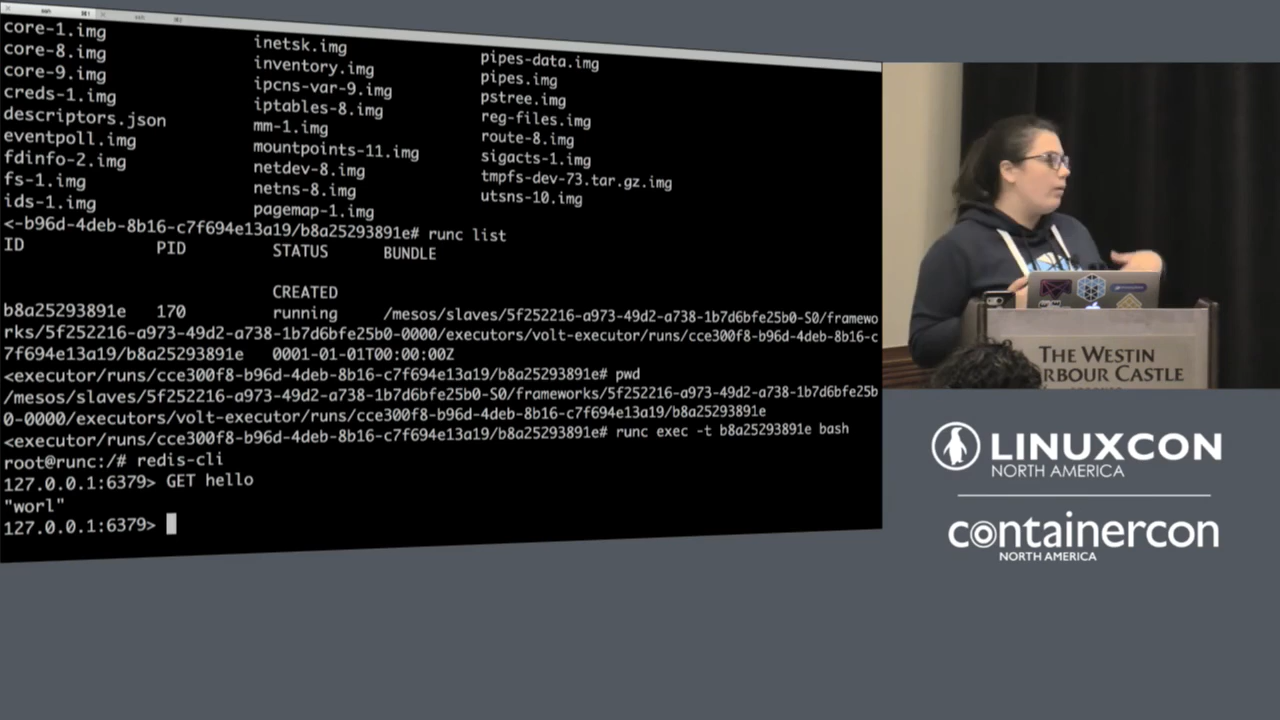 core-1.img
core-8.img
core-9.img
creds-1.img
descriptors.json
eventpoll.img
fdinfo-2.img
fs-1.img
ids-1.img
inetsk.img
inventory.img
ipcns-var-9.img
iptables-8.img
mm-1.img
mountpoints-11.img
netdev-8.img
netns-8.img
pagemap-1.img
pipes-data.img
pipes.img
pstree.img
reg-files.img
route-8.img
sigacts-1.img
tmpfs-dev-73.tar.gz.img
utsns-10.img
<-b96d-4deb-8b16-c7f694e13a19/b8a25293891e# runc list
ID PID STATUS BUNDLE
CREATED
b8a25293891e 170 running /mesos/slaves/5f252216-a973-49d2-a738-1b7d6bfe25b0-S0/framewo
rks/5f252216-a973-49d2-a738-1b7d6bfe25b0-0000/executors/volt-executor/runs/cce300f8-b96d-4deb-8b16-c
7f694e13a19/b8a25293891e 0001-01-01T00:00:00Z
<executor/runs/cce300f8-b96d-4deb-8b16-c7f694e13a19/b8a25293891e# pwd
/mesos/slaves/5f252216-a973-49d2-a738-1b7d6bfe25b0-S0/frameworks/5f252216-a973-49d2-a738-1b7d6bfe25b
0-0000/executors/volt-executor/runs/cce300f8-b96d-4deb-8b16-c7f694e13a19/b8a25293891e
<executor/runs/cce300f8-b96d-4deb-8b16-c7f694e13a19/b8a25293891e# runc exec -t b8a25293891e bash
root@runc:/# redis-cli
127.0.0.1:6379> GET hello
"worl"
127.0.0.1:6379>
THE WESTIN
RBOUR CASTLE
LINUXCON
NORTH AMERICA
containercon
NORTH AMERICA